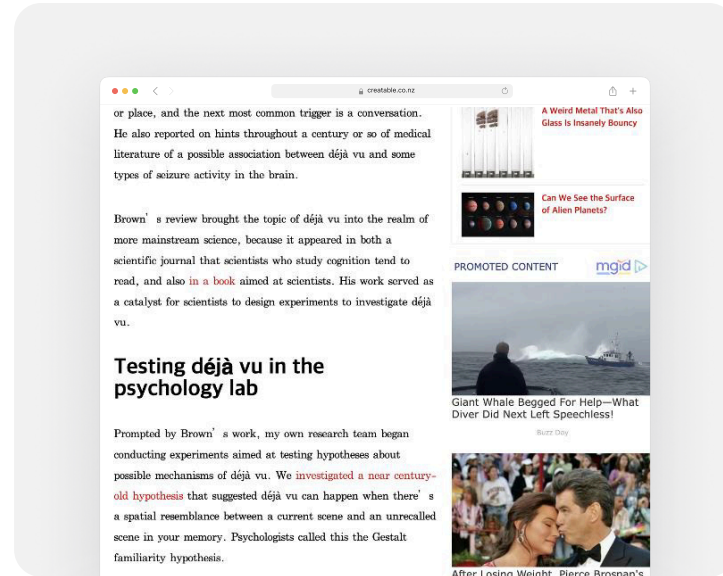 creatable.co.nz
or place, and the next most common trigger is a conversation.
He also reported on hints throughout a century or so of medical
literature of a possible association between déjà vu and some
types of seizure activity in the brain.
Brown’s review brought the topic of déjà vu into the realm of
more mainstream science, because it appeared in both a
scientific journal that scientists who study cognition tend to
read, and also in a book aimed at scientists. His work served as
a catalyst for scientists to design experiments to investigate déjà
vu.
Testing déjà vu in the
psychology lab
Prompted by Brown’s work, my own research team began
conducting experiments aimed at testing hypotheses about
possible mechanisms of déjà vu. We investigated a near century-
old hypothesis that suggested déjà vu can happen when there’s
a spatial resemblance between a current scene and an unrecalled
scene in your memory. Psychologists called this the Gestalt
familiarity hypothesis.
A Weird Metal That's Also
Glass Is Insanely Bouncy
Can We See the Surface
of Alien Planets?
PROMOTED CONTENT
mgid
Giant Whale Begged For Help—What
Diver Did Next Left Speechless!
Buzz Day
After Losing Weight, Pierce Brosnan's